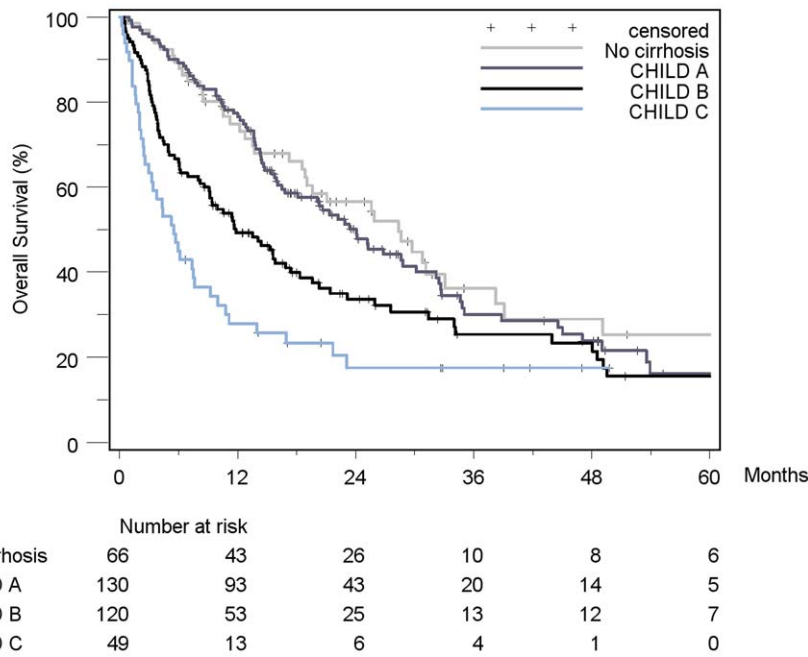 100
80
60
40
20
0
Overall Survival (%)
censored
No cirrhosis
CHILD A
CHILD B
CHILD C
0 12 24 36 48 60 Months
Number at risk
rhosis 66 43 26 10 8 6
A 130 93 43 20 14 5
B 120 53 25 13 12 7
C 49 13 6 4 1 0